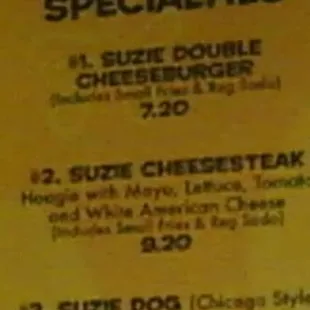 SPECIALTIES
#1. SUZIE DOUBLE
CHEESEBURGER
(Includes Small Fries & Reg Soda)
7.20
#2. SUZIE CHEESESTEAK
Hoagie with Mayo, Lettuce, Tomato
and White American Cheese
(Includes Small Fries & Reg Soda)
9.20
#3. SUZIE DOG (Chicago Style